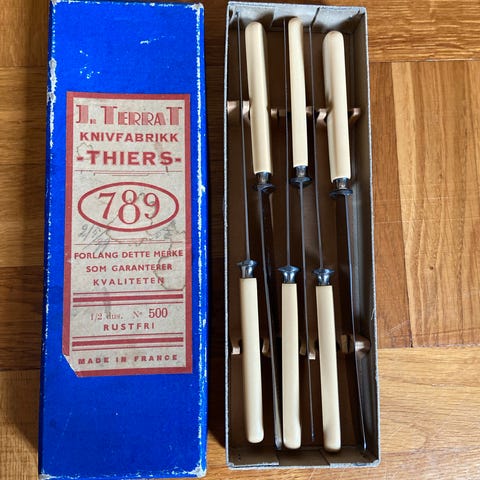 Jn TERRAT
KNIVFABRIKK
-THIERS-
789
FORLANG DETTE MERKE
SOM GARANTERER
KVALITETEN
1/2 dus. No 500
RUSTFRI
MADE IN FRANCE